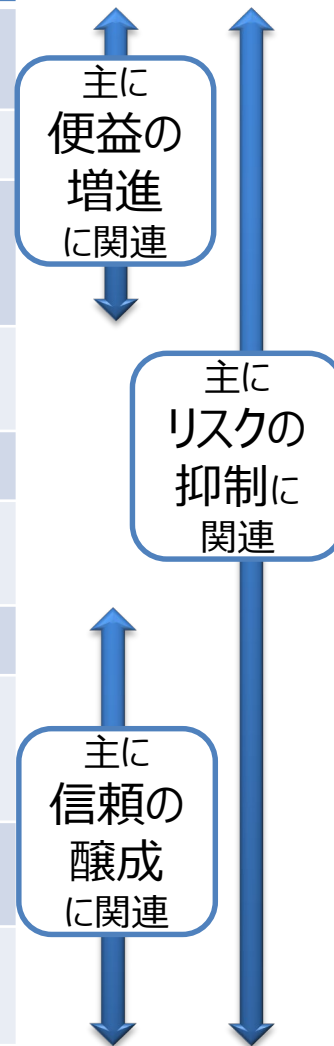 主に
便益の
増進
に関連
主に
リスクの
抑制に
関連
主に
信頼の
醸成
に関連